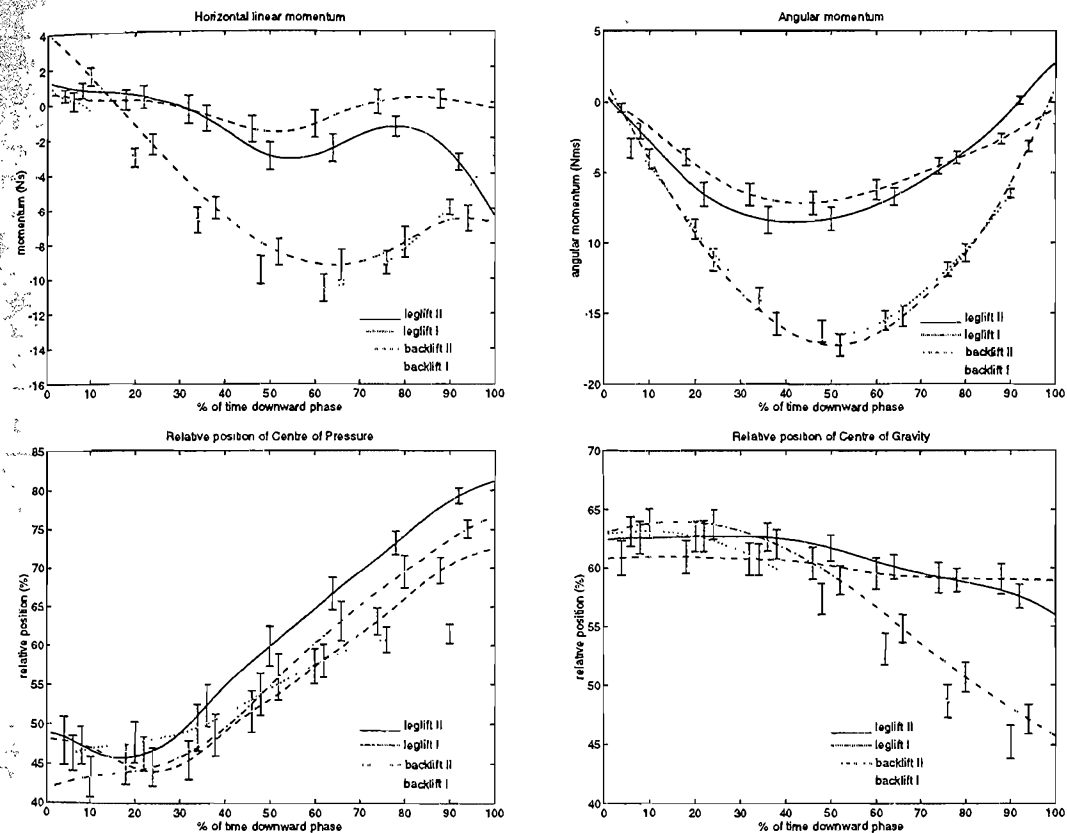 Horizontal linear momentum
4
2
0
-2
-4
-6
-8
-10
-12
-14
-16
momentum (Ns)
leglift II
leglift I
backlift II
backlift I
0 10 20 30 40 50 60 70 80 90 100
% of time downward phase
Angular momentum
5
0
5
10
-15
-20
angular momentum (Nms)
leglift II
leglift I
backlift II
backlift I
0 10 20 30 40 50 60 70 80 90 100
% of time downward phase
Relative position of Centre of Pressure
85
80
75
70
65
60
55
50
45
40
relative position (%)
leglift II
leglift I
backlift II
backlift I
0 10 20 30 40 50 60 70 80 90 100
% of time downward phase
Relative position of Centre of Gravity
70
65
60
55
50
45
40
relative position (%)
leglift II
leglift I
backlift II
backlift I
0 10 20 30 40 50 60 70 80 90 100
% of time downward phase